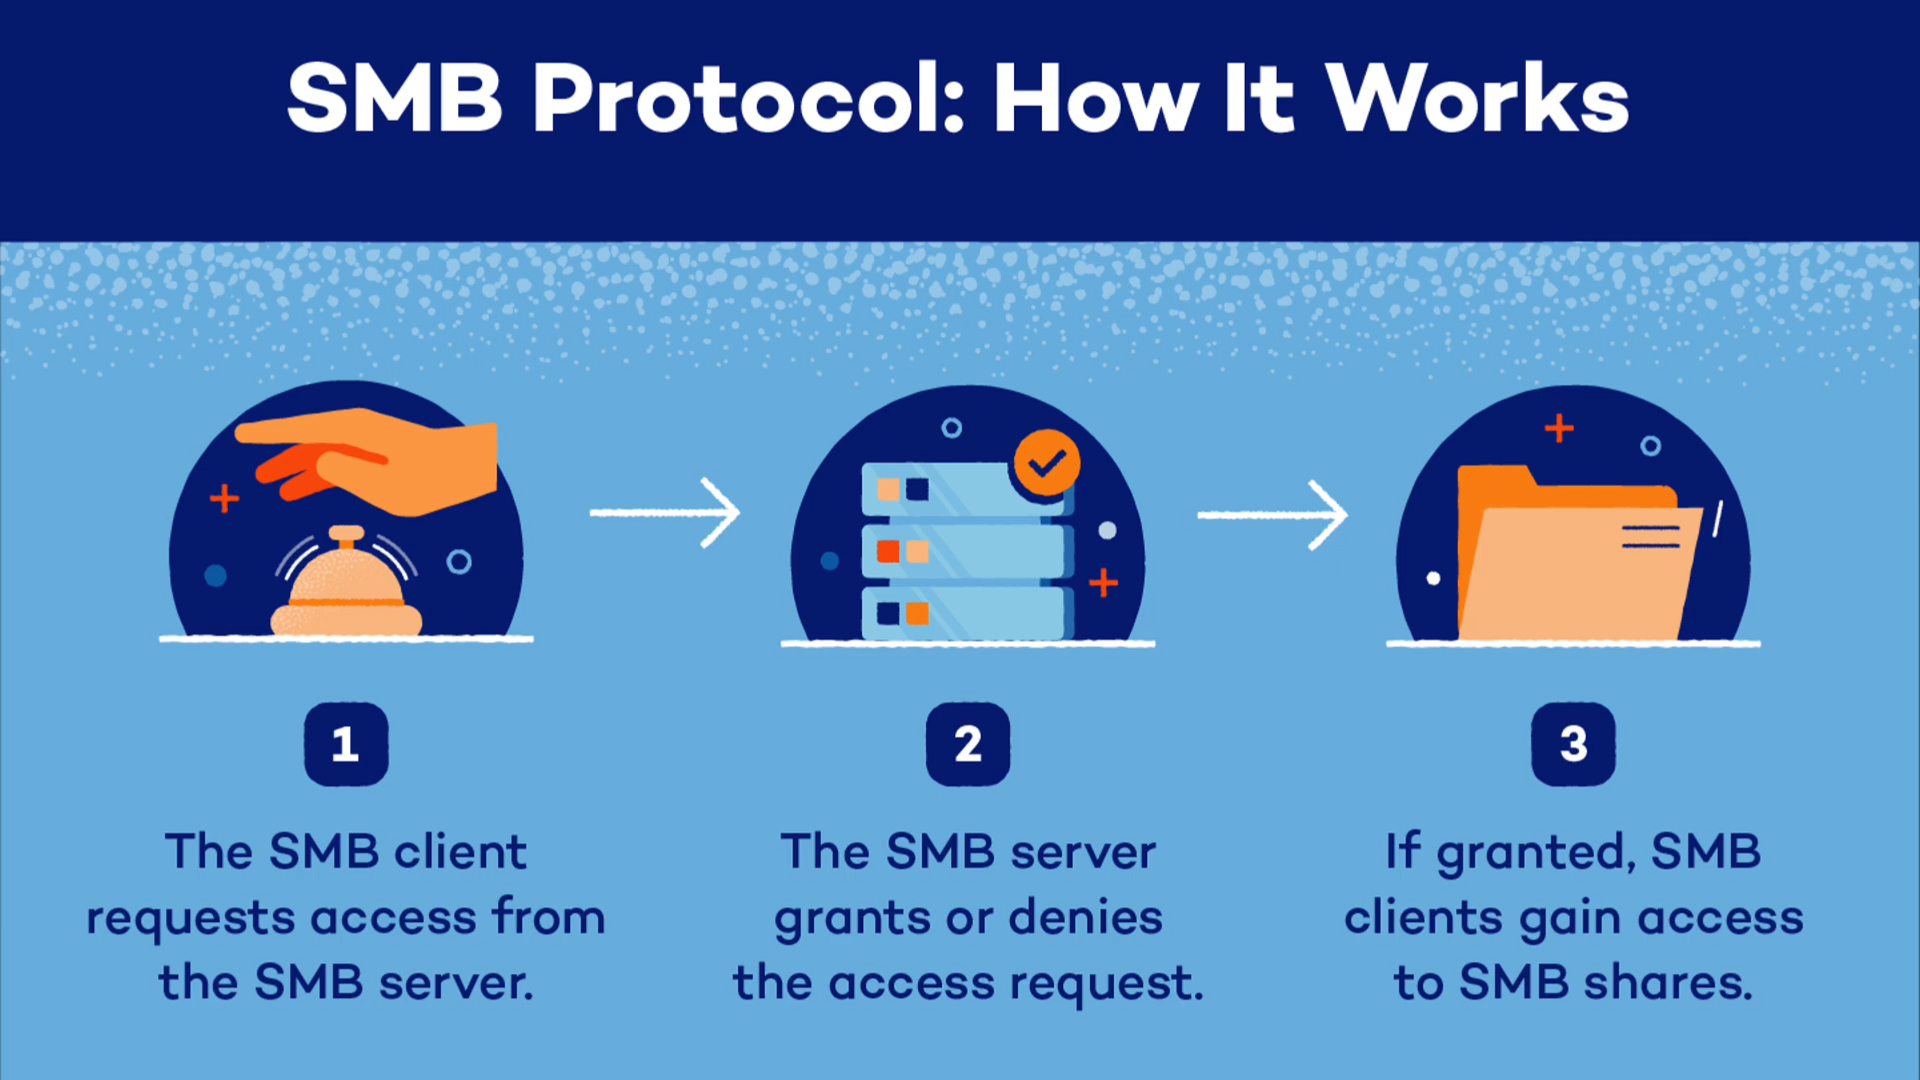 SMB Protocol: How It Works
1
The SMB client
requests access from
the SMB server.
2
The SMB server
grants or denies
the access request.
3
If granted, SMB
clients gain access
to SMB shares.